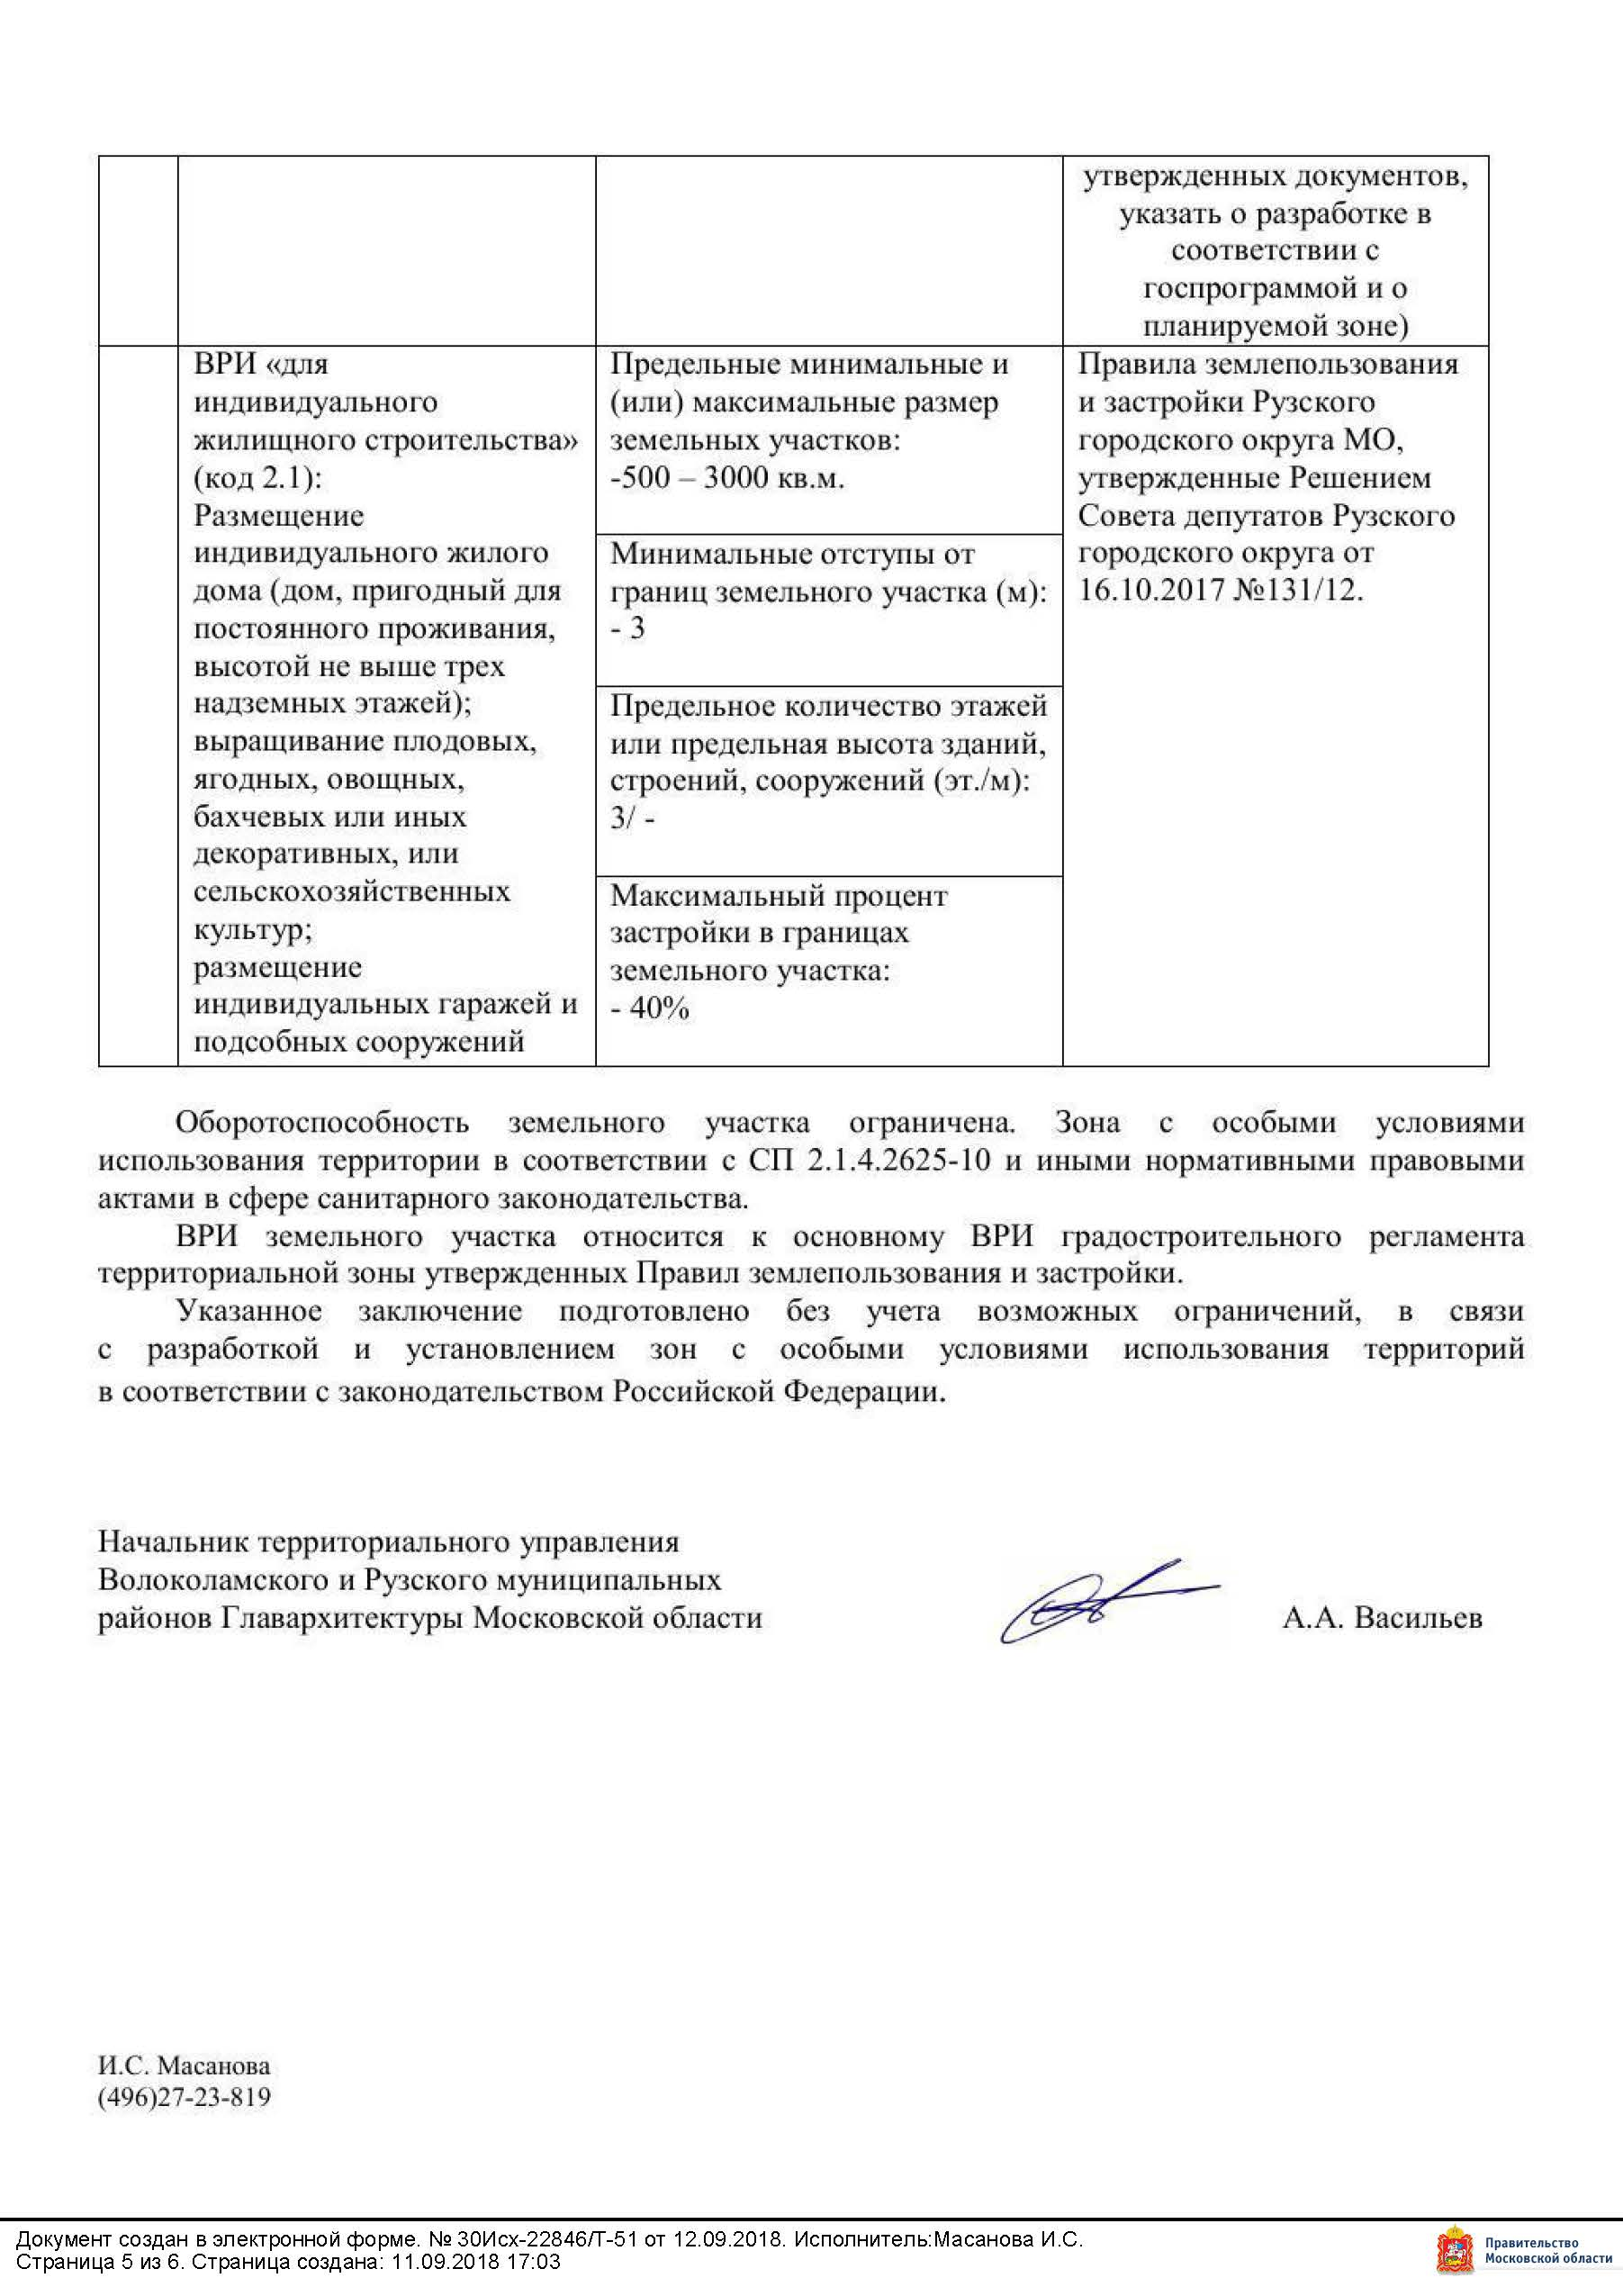 утвержденных документов,
указать о разработке в
соответствии с
госпрограммой и о
планируемой зоне)
ВРИ «для
индивидуального
жилищного строительства»
(код 2.1):
Размещение
индивидуального жилого
дома (дом, пригодный для
постоянного проживания,
высотой не выше трех
надземных этажей);
выращивание плодовых,
ягодных, овощных,
бахчевых или иных
декоративных, или
сельскохозяйственных
культур;
размещение
индивидуальных гаражей и
подсобных сооружений
Предельные минимальные и
(или) максимальные размер
земельных участков:
-500 – 3000 кв.м.
Минимальные отступы от
границ земельного участка (м):
- 3
Предельное количество этажей
или предельная высота зданий,
строений, сооружений (эт./м):
3/ -
Максимальный процент
застройки в границах
земельного участка:
- 40%
Правила землепользования
и застройки Рузского
городского округа МО,
утвержденные Решением
Совета депутатов Рузского
городского округа от
16.10.2017 №131/12.
Оборотоспособность земельного участка ограничена. Зона с особыми условиями
использования территории в соответствии с СП 2.1.4.2625-10 и иными нормативными правовыми
актами в сфере санитарного законодательства.
ВРИ земельного участка относится к основному ВРИ градостроительного регламента
территориальной зоны утвержденных Правил землепользования и застройки.
Указанное заключение подготовлено без учета возможных ограничений, в связи
с разработкой и установлением зон с особыми условиями использования территорий
в соответствии с законодательством Российской Федерации.
Начальник территориального управления
Волоколамского и Рузского муниципальных
районов Главархитектуры Московской области
А.А. Васильев
И.С. Масанова
(496)27-23-819
Документ создан в электронной форме. № 30Исх-22846/Т-51 от 12.09.2018. Исполнитель:Масанова И.С.
Страница 5 из 6. Страница создана: 11.09.2018 17:03
Правительство
Московской области